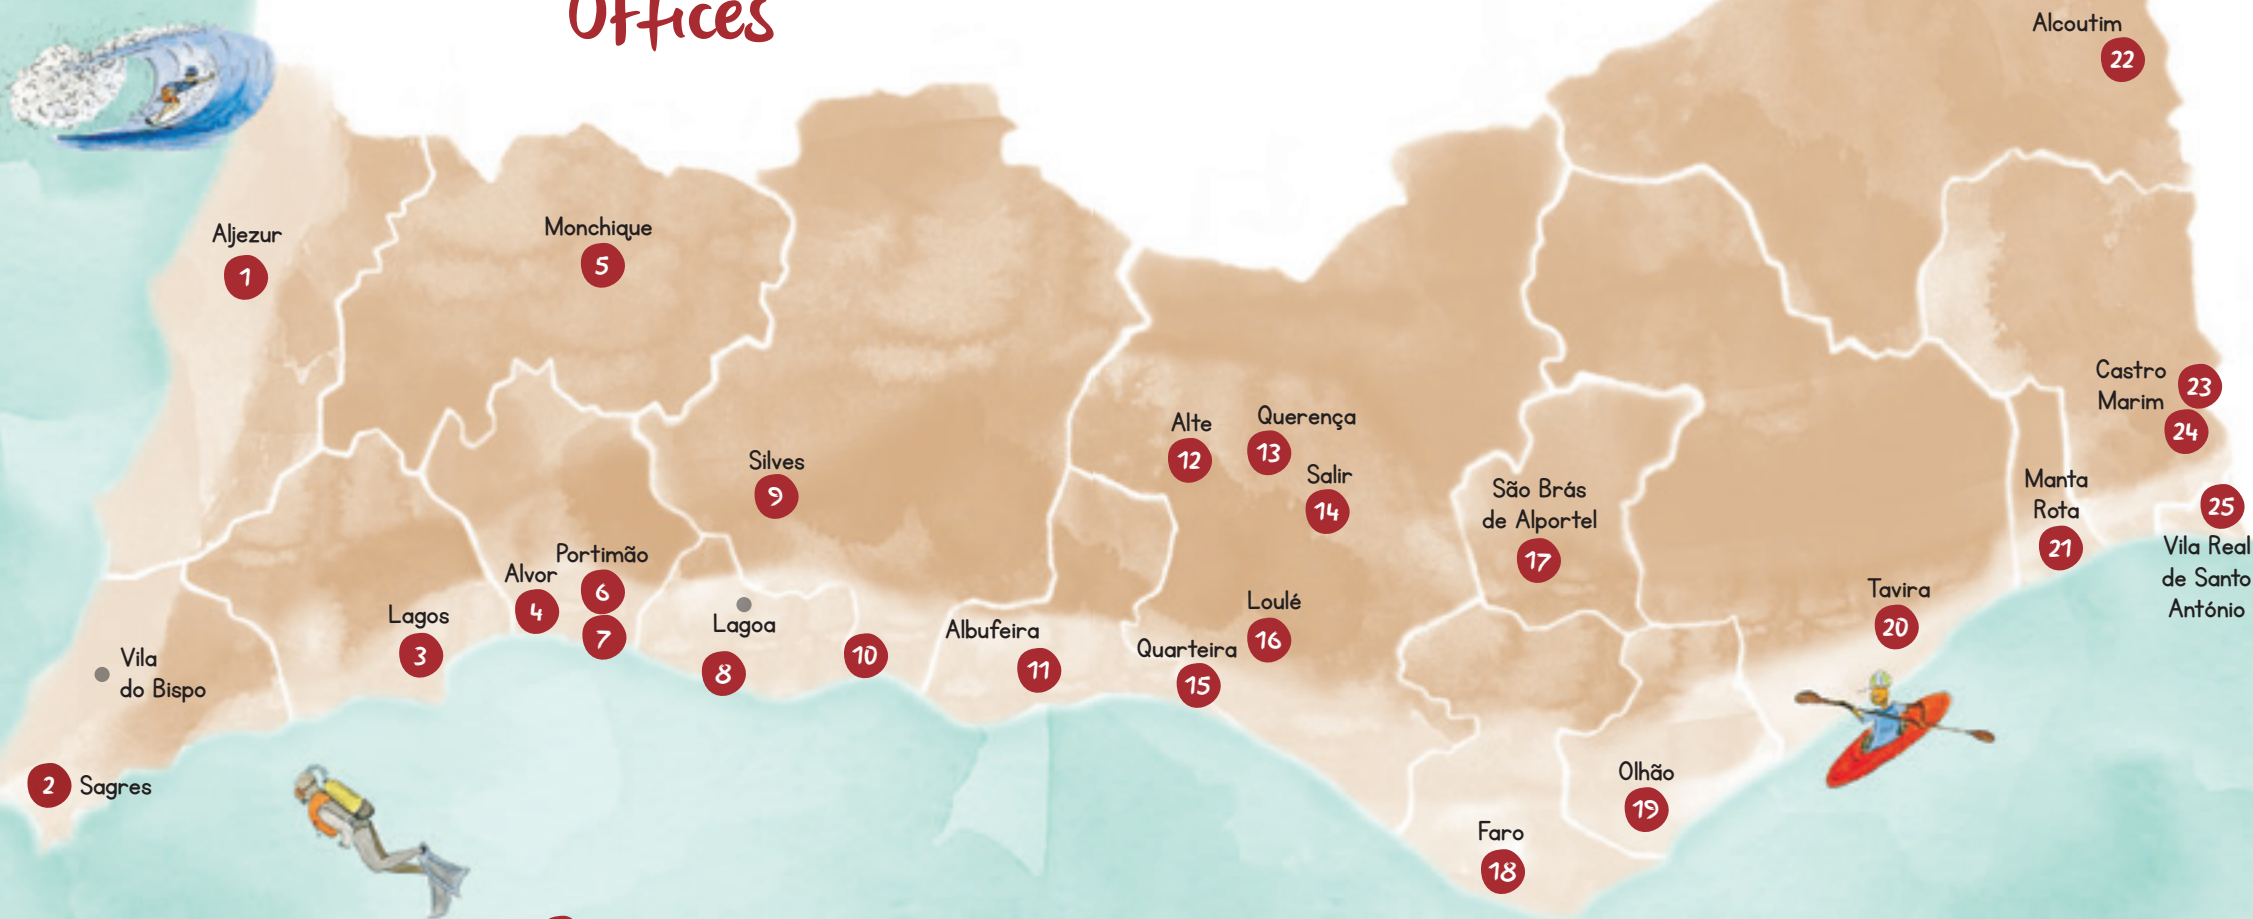 Offices
Alcoutim
22
Aljezur
1
Monchique
5
Castro
Marim
23
24
Alte
12
Querença
13
Salir
14
Silves
9
São Brás
de Alportel
17
Manta
Rota
21
25
Vila Real
de Santo
António
Portimão
6
7
Alvor
4
Lagos
3
Lagoa
8
10
Albufeira
11
Loulé
16
Quarteira
15
Tavira
20
Vila
do Bispo
2 Sagres
Olhão
19
Faro
18